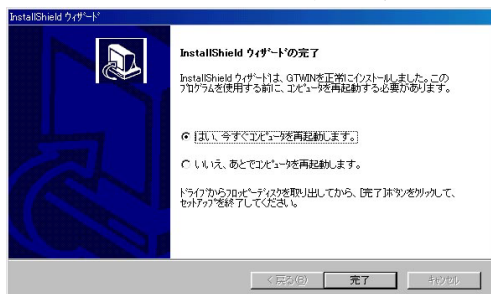 InstallShield ウィザード
InstallShield ウィザードの完了
InstallShield ウィザードは、GTWINを正常にインストールしました。この
プログラムを使用する前に、コンピュータを再起動する必要があります。
はい、今すぐコンピュータを再起動します。
いいえ、あとでコンピュータを再起動します。
ドライブからフロッピーディスクを取り出してから、[完了]ボタンをクリックして、
セットアップを終了してください。
< 戻る(B)
完了
キャンセル